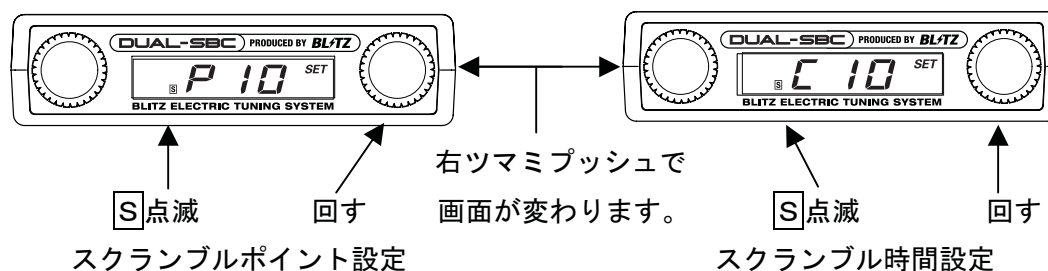 DUAL-SBC PRODUCED BY BLITZ
S P 10 SET
BLITZ ELECTRIC TUNING SYSTEM
DUAL-SBC PRODUCED BY BLITZ
S C 10 SET
BLITZ ELECTRIC TUNING SYSTEM
右ツマミプッシュで
画面が変わります。
S点滅
回す
スクランブルポイント設定
S点滅
回す
スクランブル時間設定